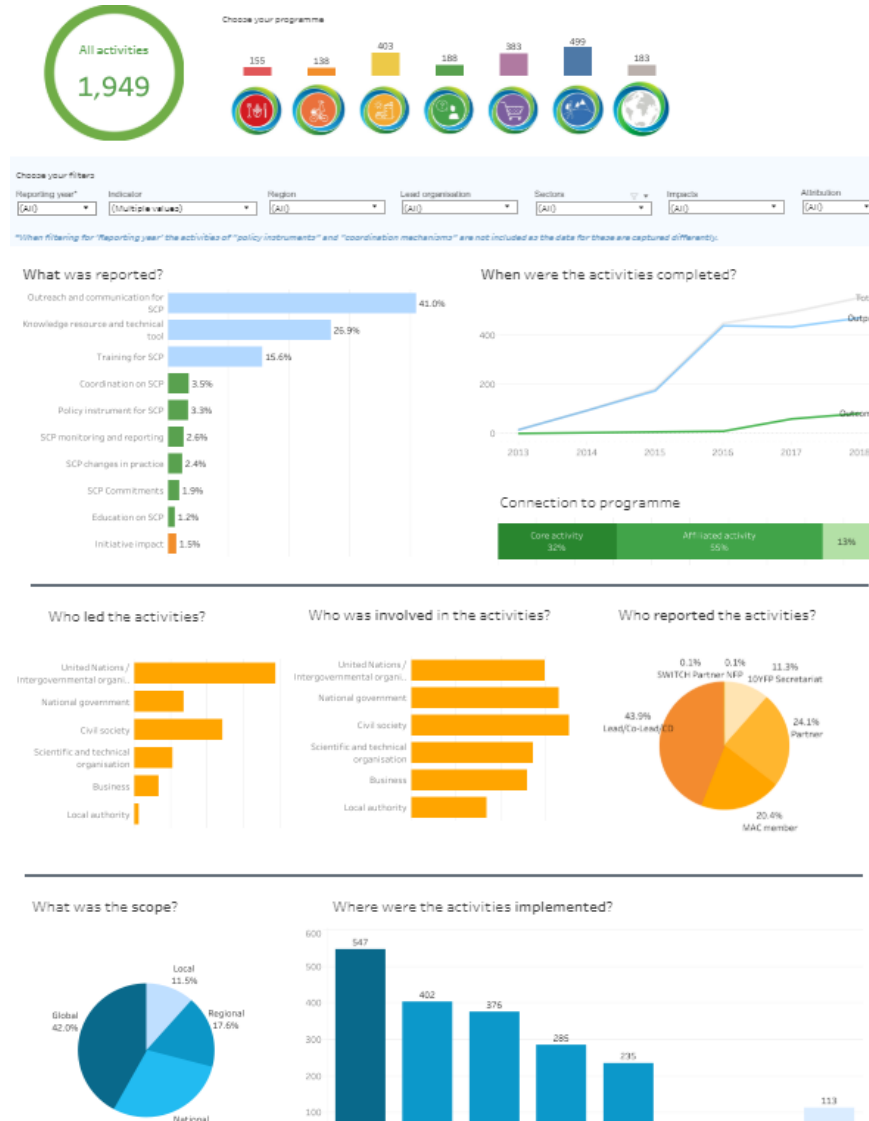 Choose your programme
All activities
1,949
155
138
403
188
383
499
183
Choose your filters
Reporting year*
Indicator
Region
Lead organisation
Sectors
Impacts
Attribution
(All)
(Multiple values)
(All)
(All)
(All)
(All)
(All)
*When filtering for 'Reporting year' the activities of "policy instruments" and "coordination mechanisms" are not included as the data for these are captured differently.
What was reported?
Outreach and communication for
SCP
41.0%
Knowledge resource and technical
tool
26.9%
Training for SCP
15.6%
Coordination on SCP
3.5%
Policy instrument for SCP
3.3%
SCP monitoring and reporting
2.6%
SCP changes in practice
2.4%
SCP Commitments
1.9%
Education on SCP
1.2%
Initiative impact
1.5%
When were the activities completed?
Tot
Outp
Outcom
400
200
0
2013
2014
2015
2016
2017
2018
Connection to programme
Core activity
32%
Affiliated activity
55%
13%
Who led the activities?
United Nations /
Intergovernmental organi..
National government
Civil society
Scientific and technical
organisation
Business
Local authority
Who was involved in the activities?
United Nations /
Intergovernmental organi..
National government
Civil society
Scientific and technical
organisation
Business
Local authority
Who reported the activities?
0.1%
SWITCH Partner
0.1%
NFP
11.3%
10YFP Secretariat
24.1%
Partner
20.4%
MAC member
43.9%
Lead/Co-Lead/CD
What was the scope?
Local
11.5%
Regional
17.6%
Global
42.0%
National
Where were the activities implemented?
600
500
400
300
200
100
547
402
376
285
235
113